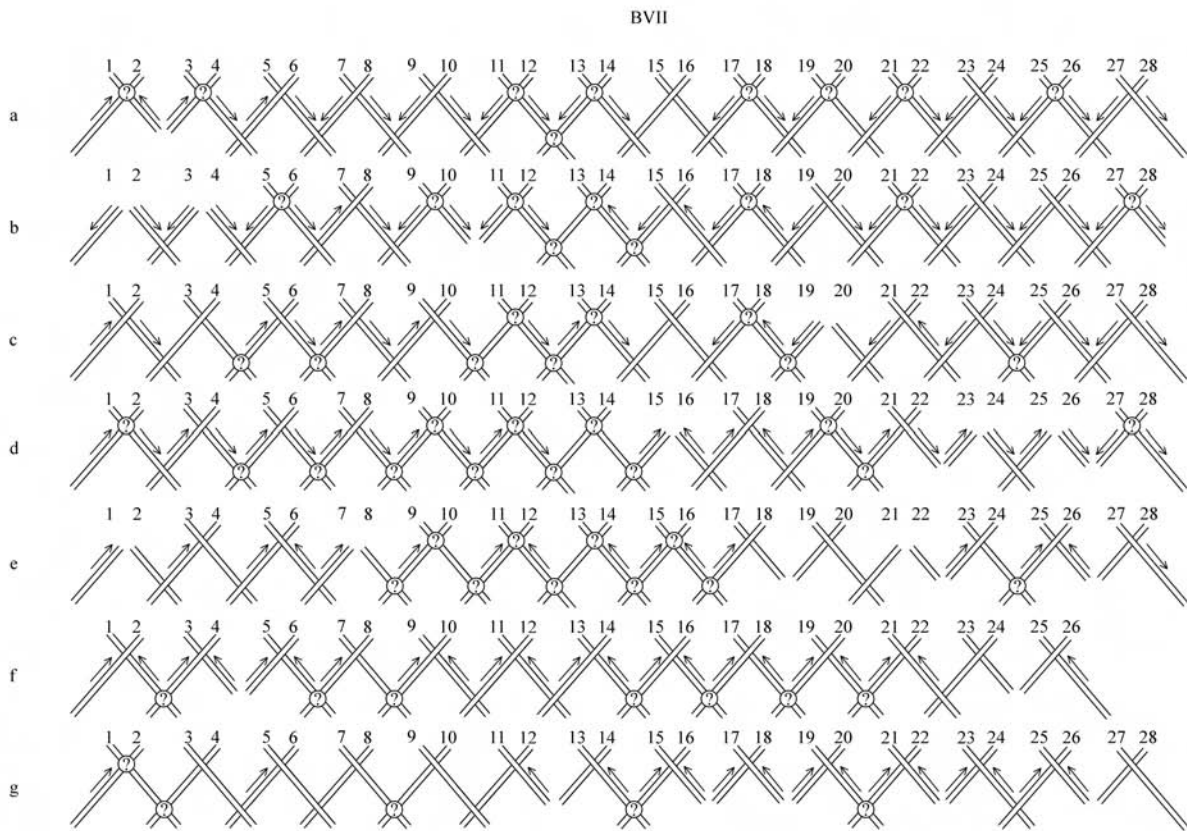 BVII
1 2 3 4 5 6 7 8 9 10 11 12 13 14 15 16 17 18 19 20 21 22 23 24 25 26 27 28
? ? ? ? ? ? ? ?
a
?
1 2 3 4 5 6 7 8 9 10 11 12 13 14 15 16 17 18 19 20 21 22 23 24 25 26 27 28
? ? ? ? ? ? ?
b
? ?
1 2 3 4 5 6 7 8 9 10 11 12 13 14 15 16 17 18 19 20 21 22 23 24 25 26 27 28
? ? ?
c
? ? ? ? ? ?
1 2 3 4 5 6 7 8 9 10 11 12 13 14 15 16 17 18 19 20 21 22 23 24 25 26 27 28
? ? ? ? ? ?
d
? ? ? ? ? ? ?
1 2 3 4 5 6 7 8 9 10 11 12 13 14 15 16 17 18 19 20 21 22 23 24 25 26 27 28
? ? ? ?
e
? ? ? ? ? ?
1 2 3 4 5 6 7 8 9 10 11 12 13 14 15 16 17 18 19 20 21 22 23 24 25 26
f
? ? ? ? ? ? ?
1 2 3 4 5 6 7 8 9 10 11 12 13 14 15 16 17 18 19 20 21 22 23 24 25 26 27 28
?
g
? ? ? ?